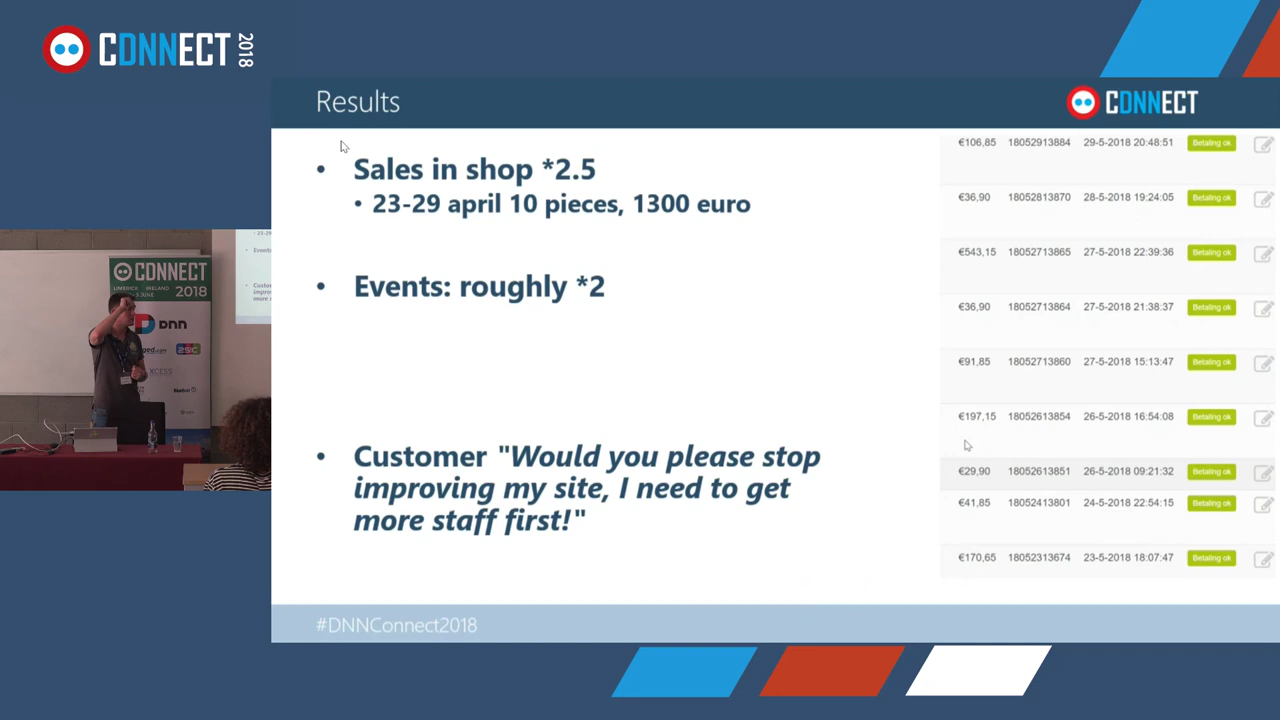 CDNNECT 2018
Results
CDNNECT
• Sales in shop *2.5
• 23-29 april 10 pieces, 1300 euro
• Events: roughly *2
• Customer "Would you please stop
improving my site, I need to get
more staff first!"
€106,85 18052913884 29-5-2018 20:48:51 Betaling ok
€36,90 18052813870 28-5-2018 19:24:05 Betaling ok
€543,15 18052713865 27-5-2018 22:39:36 Betaling ok
€36,90 18052713864 27-5-2018 21:38:37 Betaling ok
€91,85 18052713860 27-5-2018 15:13:47 Betaling ok
€197,15 18052613854 26-5-2018 16:54:08 Betaling ok
€29,90 18052613851 26-5-2018 09:21:32 Betaling ok
€41,85 18052413801 24-5-2018 22:54:15 Betaling ok
€170,65 18052313674 23-5-2018 18:07:47 Betaling ok
#DNNConnect2018
CDNNECT
LIMERICK IRELAND
JUNE 2018
DNN
2SIC